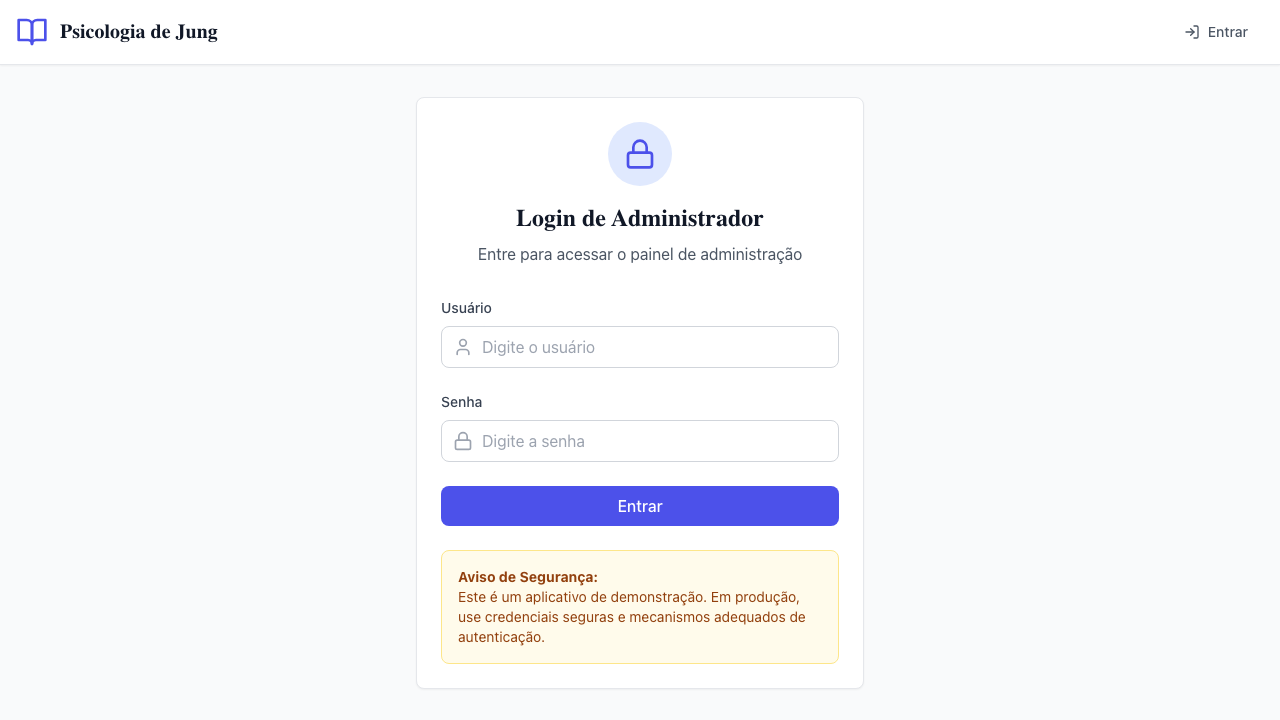 Psicologia de Jung
Entrar
Login de Administrador
Entre para acessar o painel de administração
Usuário
Digite o usuário
Senha
Digite a senha
Entrar
Aviso de Segurança:
Este é um aplicativo de demonstração. Em produção,
use credenciais seguras e mecanismos adequados de
autenticação.